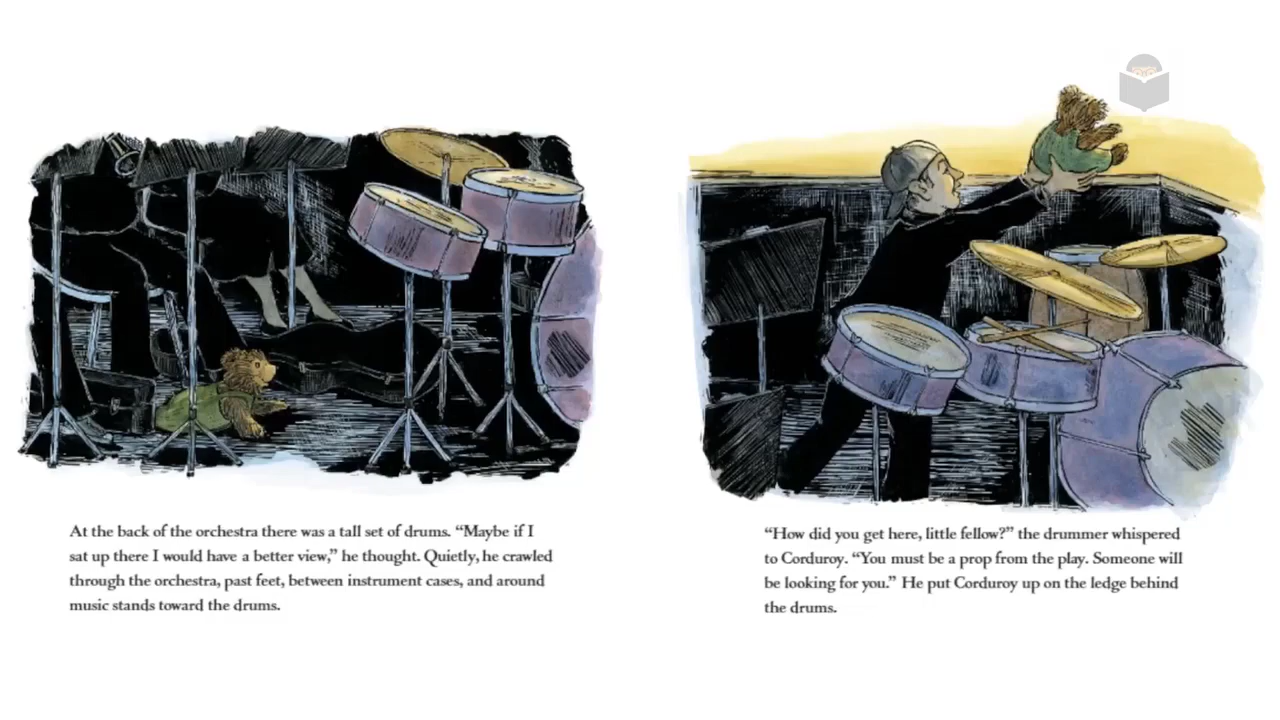 At the back of the orchestra there was a tall set of drums. “Maybe if I
sat up there I would have a better view,” he thought. Quietly, he crawled
through the orchestra, past feet, between instrument cases, and around
music stands toward the drums.
“How did you get here, little fellow?” the drummer whispered
to Corduroy. “You must be a prop from the play. Someone will
be looking for you.” He put Corduroy up on the ledge behind
the drums.